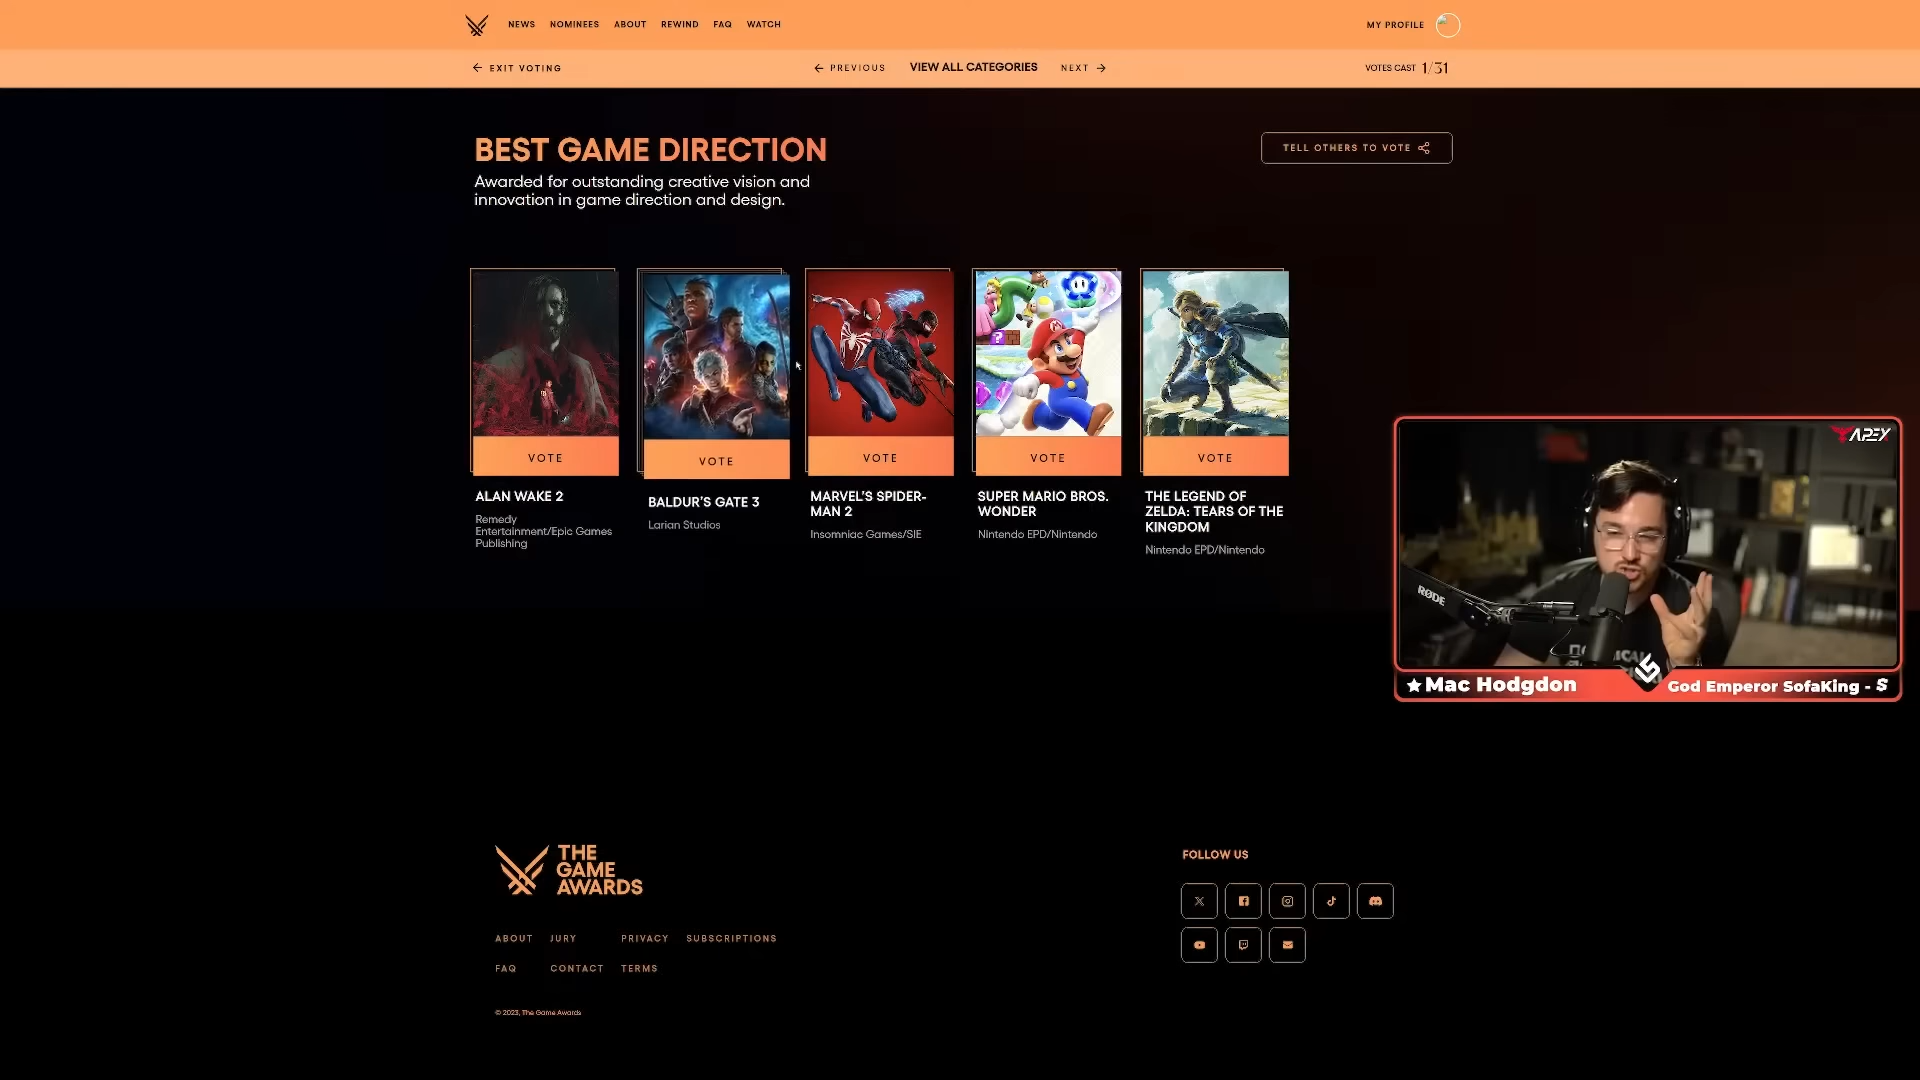 NEWS NOMINEES ABOUT REWIND FAQ WATCH
MY PROFILE
EXIT VOTING
PREVIOUS
VIEW ALL CATEGORIES
NEXT
VOTES CAST 1/31
BEST GAME DIRECTION
Awarded for outstanding creative vision and
innovation in game direction and design.
TELL OTHERS TO VOTE
VOTE
VOTE
VOTE
VOTE
VOTE
ALAN WAKE 2
Remedy
Entertainment/Epic Games
Publishing
BALDUR'S GATE 3
Larian Studios
MARVEL'S SPIDER-
MAN 2
Insomniac Games/SIE
SUPER MARIO BROS.
WONDER
Nintendo EPD/Nintendo
THE LEGEND OF
ZELDA: TEARS OF THE
KINGDOM
Nintendo EPD/Nintendo
APEX
RØDE
Mac Hodgdon
God Emperor SofaKing - $
THE
GAME
AWARDS
FOLLOW US
ABOUT JURY PRIVACY SUBSCRIPTIONS
FAQ CONTACT TERMS
© 2023, The Game Awards